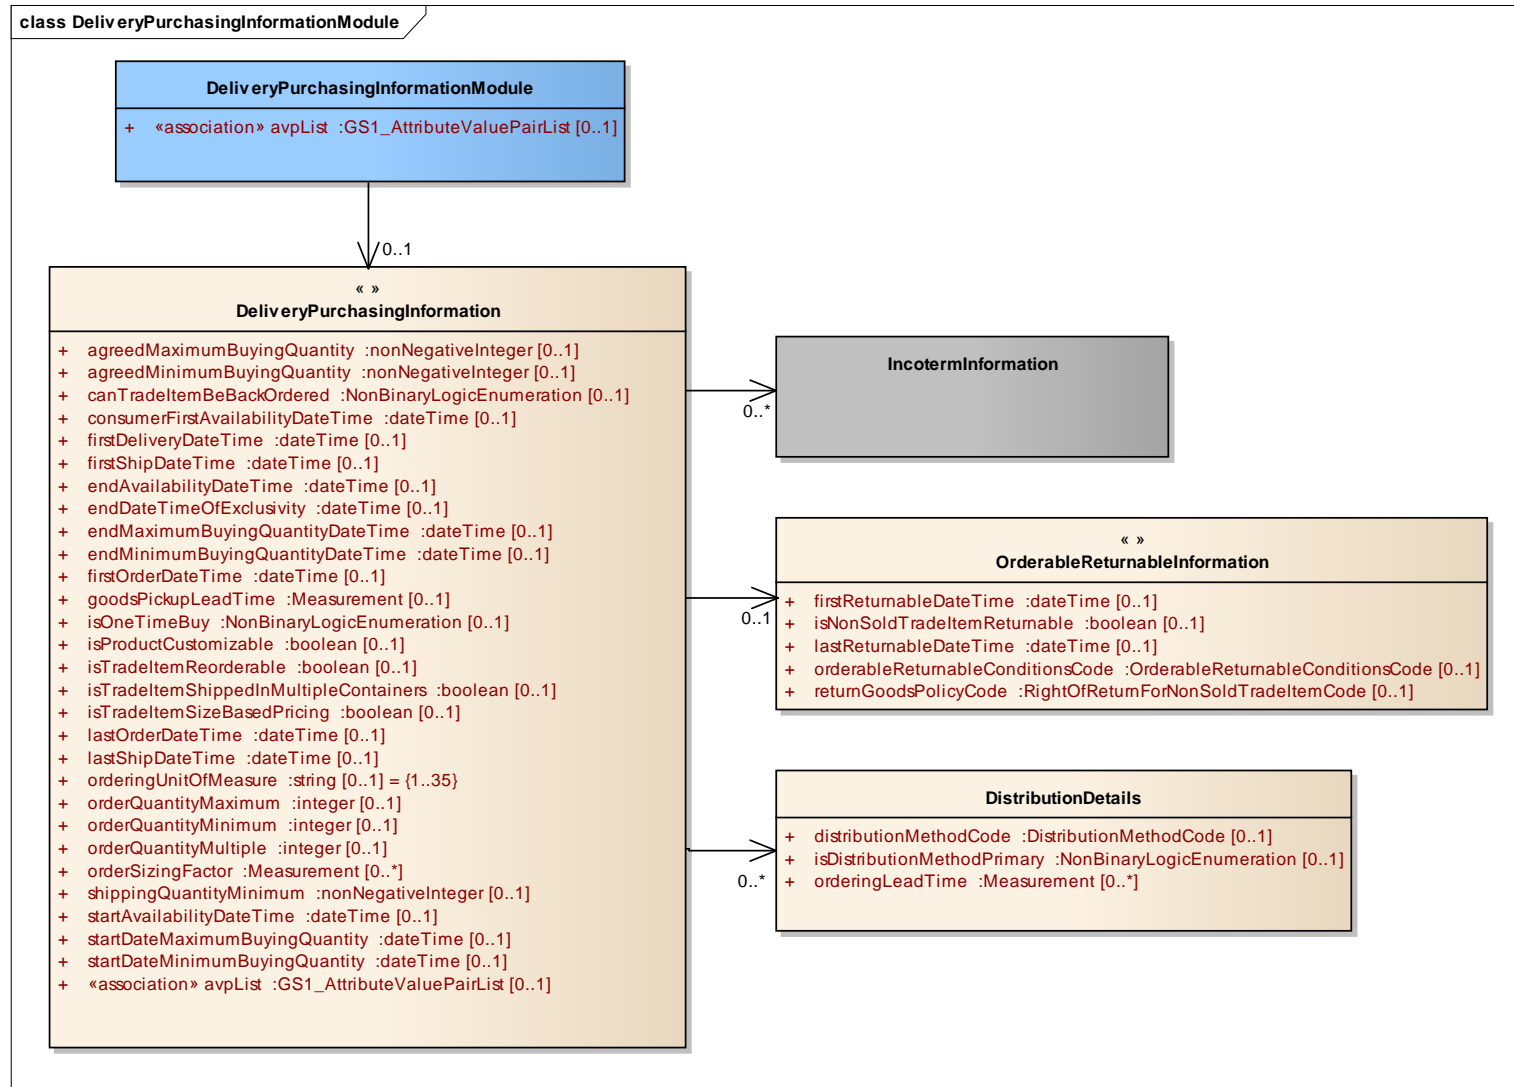 class DeliveryPurchasingInformationModule
DeliveryPurchasingInformationModule
+ «association» avpList :GS1_AttributeValuePairList [0..1]
0..1
« »
DeliveryPurchasingInformation
+ agreedMaximumBuyingQuantity :nonNegativeInteger [0..1]
+ agreedMinimumBuyingQuantity :nonNegativeInteger [0..1]
+ canTradeItemBeBackOrdered :NonBinaryLogicEnumeration [0..1]
+ consumerFirstAvailabilityDateTime :dateTime [0..1]
+ firstDeliveryDateTime :dateTime [0..1]
+ firstShipDateTime :dateTime [0..1]
+ endAvailabilityDateTime :dateTime [0..1]
+ endDateTimeOfExclusivity :dateTime [0..1]
+ endMaximumBuyingQuantityDateTime :dateTime [0..1]
+ endMinimumBuyingQuantityDateTime :dateTime [0..1]
+ firstOrderDateTime :dateTime [0..1]
+ goodsPickupLeadTime :Measurement [0..1]
+ isOneTimeBuy :NonBinaryLogicEnumeration [0..1]
+ isProductCustomizable :boolean [0..1]
+ isTradeItemReorderable :boolean [0..1]
+ isTradeItemShippedInMultipleContainers :boolean [0..1]
+ isTradeItemSizeBasedPricing :boolean [0..1]
+ lastOrderDateTime :dateTime [0..1]
+ lastShipDateTime :dateTime [0..1]
+ orderingUnitOfMeasure :string [0..1] = {1..35}
+ orderQuantityMaximum :integer [0..1]
+ orderQuantityMinimum :integer [0..1]
+ orderQuantityMultiple :integer [0..1]
+ orderSizingFactor :Measurement [0..*]
+ shippingQuantityMinimum :nonNegativeInteger [0..1]
+ startAvailabilityDateTime :dateTime [0..1]
+ startDateMaximumBuyingQuantity :dateTime [0..1]
+ startDateMinimumBuyingQuantity :dateTime [0..1]
+ «association» avpList :GS1_AttributeValuePairList [0..1]
0..*
IncotermInformation
0..1
« »
OrderableReturnableInformation
+ firstReturnableDateTime :dateTime [0..1]
+ isNonSoldTradeItemReturnable :boolean [0..1]
+ lastReturnableDateTime :dateTime [0..1]
+ orderableReturnableConditionsCode :OrderableReturnableConditionsCode [0..1]
+ returnGoodsPolicyCode :RightOfReturnForNonSoldTradeItemCode [0..1]
0..*
DistributionDetails
+ distributionMethodCode :DistributionMethodCode [0..1]
+ isDistributionMethodPrimary :NonBinaryLogicEnumeration [0..1]
+ orderingLeadTime :Measurement [0..*]